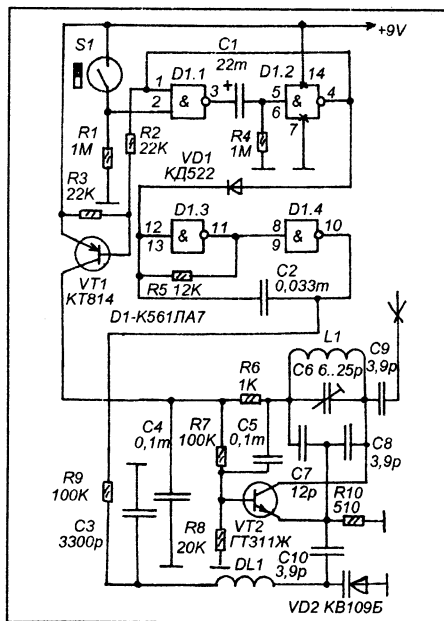 +9V
S1
C1
22m
+
1
2
D1.1
&
3
D1.2
14
5
6
&
4
7
R1
1M
R2
22K
R4
1M
VD1
КД522
R3
22K
12
13
D1.3
&
11
8
9
D1.4
&
10
VT1
КТ814
R5 12K
C2
0,033m
D1-К561ЛА7
L1
C9
3,9p
C6 6..25p
R6
1K
C4
0,1m
R7
100K
C5
0,1m
C8
3,9p
R9
100K
C7
12p
R10
510
C3
3300p
R8
20K
VT2
ГТ311Ж
C10
3,9p
DL1
VD2 КВ109Б